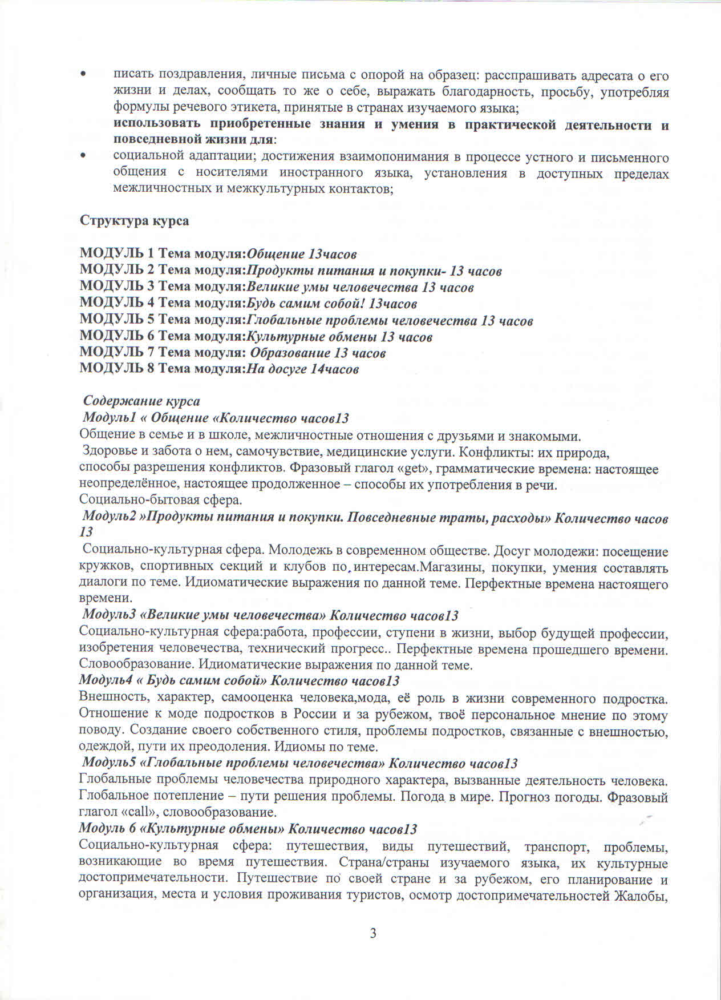 • писать поздравления, личные письма с опорой на образец: расспрашивать адресата о его
жизни и делах, сообщать то же о себе, выражать благодарность, просьбу, употребляя
формулы речевого этикета, принятые в странах изучаемого языка;
использовать приобретенные знания и умения в практической деятельности и
повседневной жизни для:
• социальной адаптации; достижения взаимопонимания в процессе устного и письменного
общения с носителями иностранного языка, установления в доступных пределах
межличностных и межкультурных контактов;
Структура курса
МОДУЛЬ 1 Тема модуля:Общение 13часов
МОДУЛЬ 2 Тема модуля:Продукты питания и покупки- 13 часов
МОДУЛЬ 3 Тема модуля:Великие умы человечества 13 часов
МОДУЛЬ 4 Тема модуля:Будь самим собой! 13часов
МОДУЛЬ 5 Тема модуля:Глобальные проблемы человечества 13 часов
МОДУЛЬ 6 Тема модуля:Культурные обмены 13 часов
МОДУЛЬ 7 Тема модуля: Образование 13 часов
МОДУЛЬ 8 Тема модуля:На досуге 14часов
Содержание курса
Модуль1 « Общение «Количество часов13
Общение в семье и в школе, межличностные отношения с друзьями и знакомыми.
Здоровье и забота о нем, самочувствие, медицинские услуги. Конфликты: их природа,
способы разрешения конфликтов. Фразовый глагол «get», грамматические времена: настоящее
неопределённое, настоящее продолженное – способы их употребления в речи.
Социально-бытовая сфера.
Модуль2 »Продукты питания и покупки. Повседневные траты, расходы» Количество часов
13
Социально-культурная сфера. Молодежь в современном обществе. Досуг молодежи: посещение
кружков, спортивных секций и клубов по интересам.Магазины, покупки, умения составлять
диалоги по теме. Идиоматические выражения по данной теме. Перфектные времена настоящего
времени.
Модуль3 «Великие умы человечества» Количество часов13
Социально-культурная сфера:работа, профессии, ступени в жизни, выбор будущей профессии,
изобретения человечества, технический прогресс.. Перфектные времена прошедшего времени.
Словообразование. Идиоматические выражения по данной теме.
Модуль4 « Будь самим собой» Количество часов13
Внешность, характер, самооценка человека,мода, её роль в жизни современного подростка.
Отношение к моде подростков в России и за рубежом, твоё персональное мнение по этому
поводу. Создание своего собственного стиля, проблемы подростков, связанные с внешностью,
одеждой, пути их преодоления. Идиомы по теме.
Модуль5 «Глобальные проблемы человечества» Количество часов13
Глобальные проблемы человечества природного характера, вызванные деятельность человека.
Глобальное потепление – пути решения проблемы. Погода в мире. Прогноз погоды. Фразовый
глагол «call», словообразование.
Модуль 6 «Культурные обмены» Количество часов13
Социально-культурная сфера: путешествия, виды путешествий, транспорт, проблемы,
возникающие во время путешествия. Страна/страны изучаемого языка, их культурные
достопримечательности. Путешествие по своей стране и за рубежом, его планирование и
организация, места и условия проживания туристов, осмотр достопримечательностей Жалобы,
3